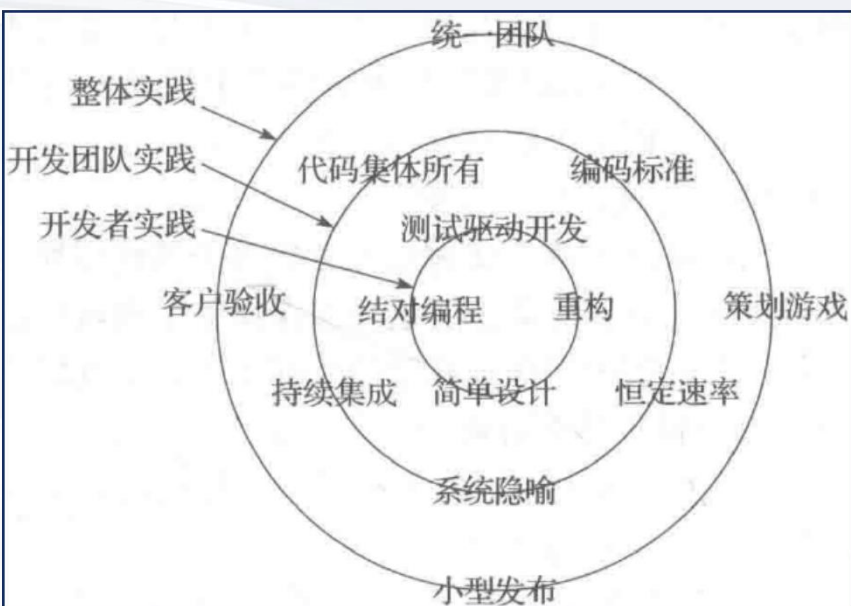 统一团队
整体实践
开发团队实践
代码集体所有
编码标准
开发者实践
测试驱动开发
客户验收
结对编程
重构
策划游戏
持续集成
简单设计
恒定速率
系统隐喻
小型发布